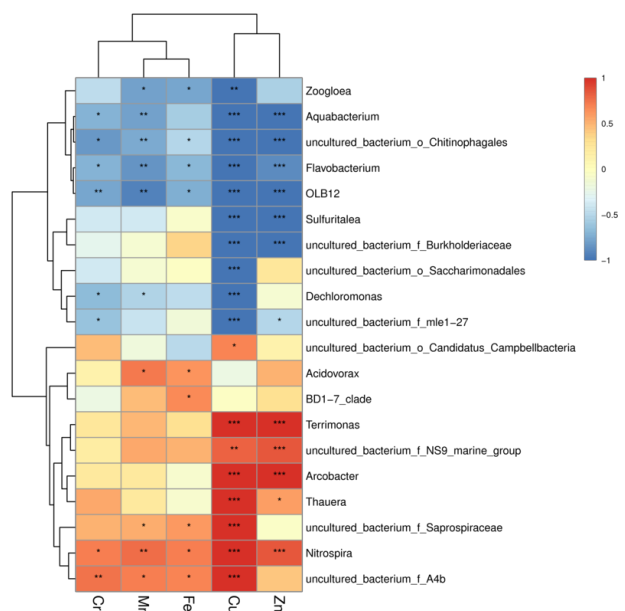 * * ** Zoogloea
* * *** *** Aquabacterium
* ** * *** *** uncultured_bacterium_o_Chitinophagales
* ** * *** *** Flavobacterium
** ** * *** *** OLB12
*** *** Sulfuritalea
*** *** uncultured_bacterium_f_Burkholderiaceae
*** uncultured_bacterium_o_Saccharimonadales
* * *** Dechloromonas
* *** * uncultured_bacterium_f_mle1−27
* uncultured_bacterium_o_Candidatus_Campbellbacteria
* * Acidovorax
* BD1−7_clade
*** *** Terrimonas
** *** uncultured_bacterium_f_NS9_marine_group
*** *** Arcobacter
*** * Thauera
* * *** uncultured_bacterium_f_Saprospiraceae
* ** * *** *** Nitrospira
** * * *** uncultured_bacterium_f_A4b
Cr Mn Fe Cu Zn
1
0.5
0
−0.5
−1